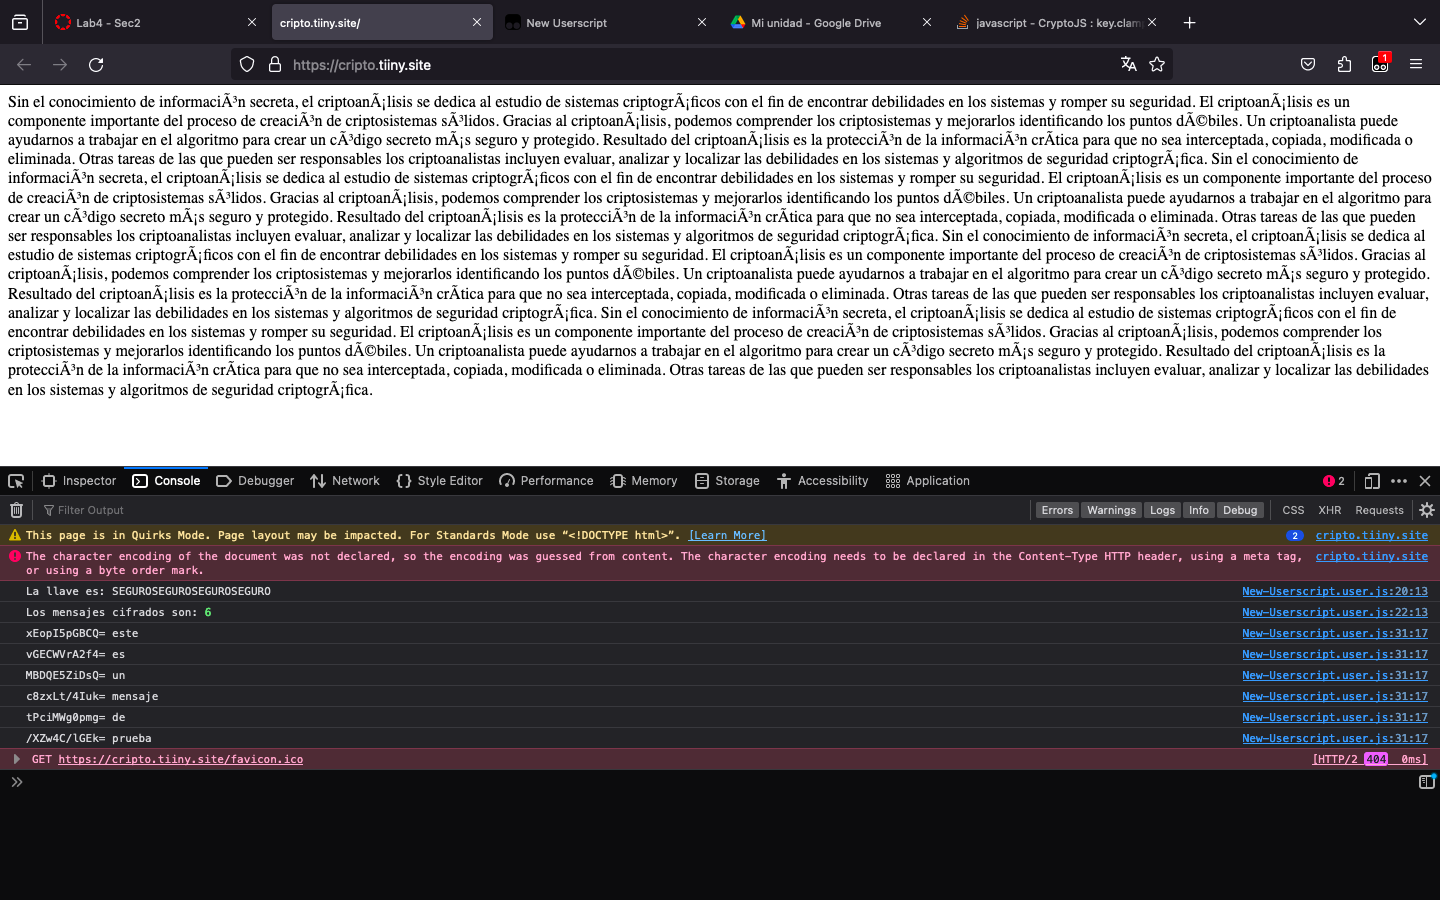 Lab4 - Sec2
cripto.tiiny.site/
New Userscript
Mi unidad - Google Drive
javascript - CryptoJS : key.clam
https://cripto.tiiny.site
1
Sin el conocimiento de informaciÃ³n secreta, el criptoanÃ¡lisis se dedica al estudio de sistemas criptogrÃ¡ficos con el fin de encontrar debilidades en los sistemas y romper su seguridad. El criptoanÃ¡lisis es un
componente importante del proceso de creaciÃ³n de criptosistemas sÃ³lidos. Gracias al criptoanÃ¡lisis, podemos comprender los criptosistemas y mejorarlos identificando los puntos dÃ©biles. Un criptoanalista puede
ayudarnos a trabajar en el algoritmo para crear un cÃ³digo secreto mÃ¡s seguro y protegido. Resultado del criptoanÃ¡lisis es la protecciÃ³n de la informaciÃ³n crÃtica para que no sea interceptada, copiada, modificada o
eliminada. Otras tareas de las que pueden ser responsables los criptoanalistas incluyen evaluar, analizar y localizar las debilidades en los sistemas y algoritmos de seguridad criptogrÃ¡fica. Sin el conocimiento de
informaciÃ³n secreta, el criptoanÃ¡lisis se dedica al estudio de sistemas criptogrÃ¡ficos con el fin de encontrar debilidades en los sistemas y romper su seguridad. El criptoanÃ¡lisis es un componente importante del proceso
de creaciÃ³n de criptosistemas sÃ³lidos. Gracias al criptoanÃ¡lisis, podemos comprender los criptosistemas y mejorarlos identificando los puntos dÃ©biles. Un criptoanalista puede ayudarnos a trabajar en el algoritmo para
crear un cÃ³digo secreto mÃ¡s seguro y protegido. Resultado del criptoanÃ¡lisis es la protecciÃ³n de la informaciÃ³n crÃtica para que no sea interceptada, copiada, modificada o eliminada. Otras tareas de las que pueden
ser responsables los criptoanalistas incluyen evaluar, analizar y localizar las debilidades en los sistemas y algoritmos de seguridad criptogrÃ¡fica. Sin el conocimiento de informaciÃ³n secreta, el criptoanÃ¡lisis se dedica al
estudio de sistemas criptogrÃ¡ficos con el fin de encontrar debilidades en los sistemas y romper su seguridad. El criptoanÃ¡lisis es un componente importante del proceso de creaciÃ³n de criptosistemas sÃ³lidos. Gracias al
criptoanÃ¡lisis, podemos comprender los criptosistemas y mejorarlos identificando los puntos dÃ©biles. Un criptoanalista puede ayudarnos a trabajar en el algoritmo para crear un cÃ³digo secreto mÃ¡s seguro y protegido.
Resultado del criptoanÃ¡lisis es la protecciÃ³n de la informaciÃ³n crÃtica para que no sea interceptada, copiada, modificada o eliminada. Otras tareas de las que pueden ser responsables los criptoanalistas incluyen evaluar,
analizar y localizar las debilidades en los sistemas y algoritmos de seguridad criptogrÃ¡fica. Sin el conocimiento de informaciÃ³n secreta, el criptoanÃ¡lisis se dedica al estudio de sistemas criptogrÃ¡ficos con el fin de
encontrar debilidades en los sistemas y romper su seguridad. El criptoanÃ¡lisis es un componente importante del proceso de creaciÃ³n de criptosistemas sÃ³lidos. Gracias al criptoanÃ¡lisis, podemos comprender los
criptosistemas y mejorarlos identificando los puntos dÃ©biles. Un criptoanalista puede ayudarnos a trabajar en el algoritmo para crear un cÃ³digo secreto mÃ¡s seguro y protegido. Resultado del criptoanÃ¡lisis es la
protecciÃ³n de la informaciÃ³n crÃtica para que no sea interceptada, copiada, modificada o eliminada. Otras tareas de las que pueden ser responsables los criptoanalistas incluyen evaluar, analizar y localizar las debilidades
en los sistemas y algoritmos de seguridad criptogrÃ¡fica.
Inspector Console Debugger Network Style Editor Performance Memory Storage Accessibility Application 2
Filter Output Errors Warnings Logs Info Debug CSS XHR Requests
This page is in Quirks Mode. Page layout may be impacted. For Standards Mode use “<!DOCTYPE html>”. [Learn More] 2 cripto.tiiny.site
The character encoding of the document was not declared, so the encoding was guessed from content. The character encoding needs to be declared in the Content-Type HTTP header, using a meta tag, cripto.tiiny.site
or using a byte order mark.
La llave es: SEGUROSEGUROSEGUROSEGURO New-Userscript.user.js:20:13
Los mensajes cifrados son: 6 New-Userscript.user.js:22:13
xEopI5pGBCQ= este New-Userscript.user.js:31:17
vGECWVrA2f4= es New-Userscript.user.js:31:17
MBDQE5ZiDsQ= un New-Userscript.user.js:31:17
c8zxLt/4Iuk= mensaje New-Userscript.user.js:31:17
tPciMWg0pmg= de New-Userscript.user.js:31:17
/XZw4C/lGEk= prueba New-Userscript.user.js:31:17
GET https://cripto.tiiny.site/favicon.ico [HTTP/2 404 0ms]